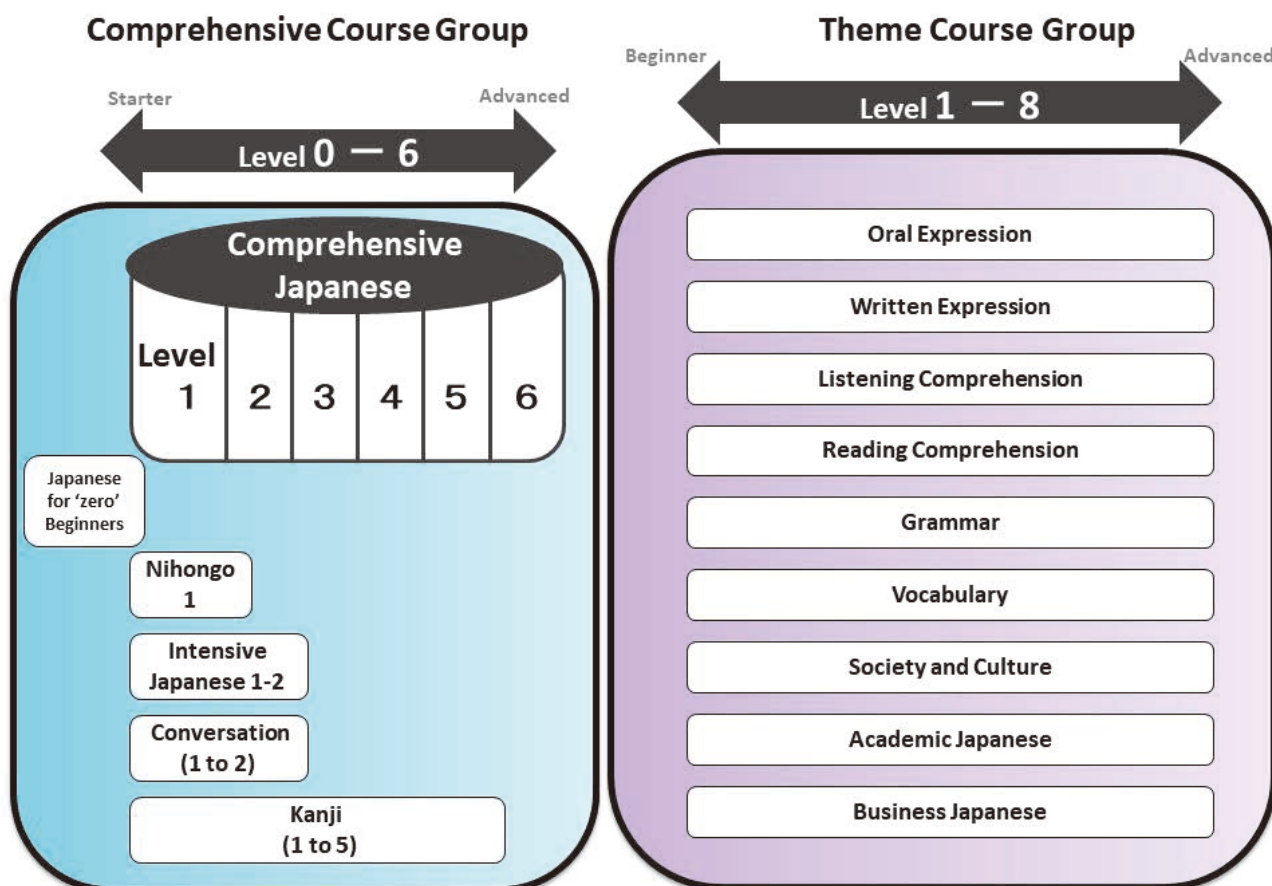 Comprehensive Course Group
Starter
Advanced
Level 0 － 6
Comprehensive
Japanese
Level
1
2
3
4
5
6
Japanese
for ‘zero’
Beginners
Nihongo
1
Intensive
Japanese 1-2
Conversation
(1 to 2)
Kanji
(1 to 5)
Theme Course Group
Beginner
Advanced
Level 1 － 8
Oral Expression
Written Expression
Listening Comprehension
Reading Comprehension
Grammar
Vocabulary
Society and Culture
Academic Japanese
Business Japanese